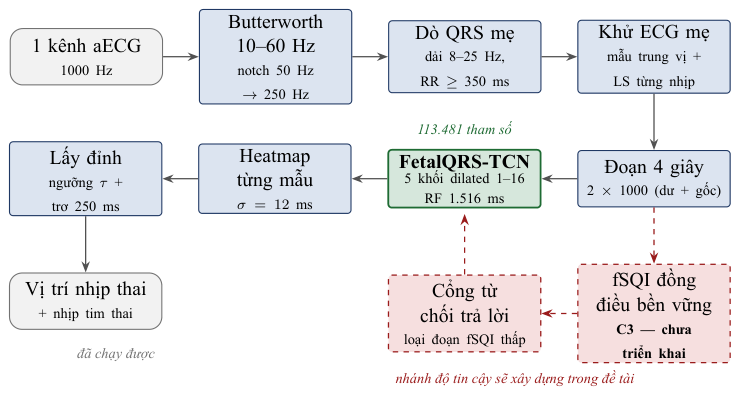 1 kênh aECG
1000 Hz
Butterworth
10–60 Hz
notch 50 Hz
→ 250 Hz
Dò QRS mẹ
dải 8–25 Hz,
RR ≥ 350 ms
Khử ECG mẹ
mẫu trung vị +
LS từng nhịp
Lấy đỉnh
ngưỡng τ +
trơ 250 ms
Heatmap
từng mẫu
σ = 12 ms
113.481 tham số
FetalQRS-TCN
5 khối dilated 1–16
RF 1.516 ms
Đoạn 4 giây
2 × 1000 (dư + gốc)
Vị trí nhịp thai
+ nhịp tim thai
đã chạy được
Cổng từ
chối trả lời
loại đoạn fSQI thấp
fSQI đồng
điều bền vững
C3 — chưa
triển khai
nhánh độ tin cậy sẽ xây dựng trong đề tài